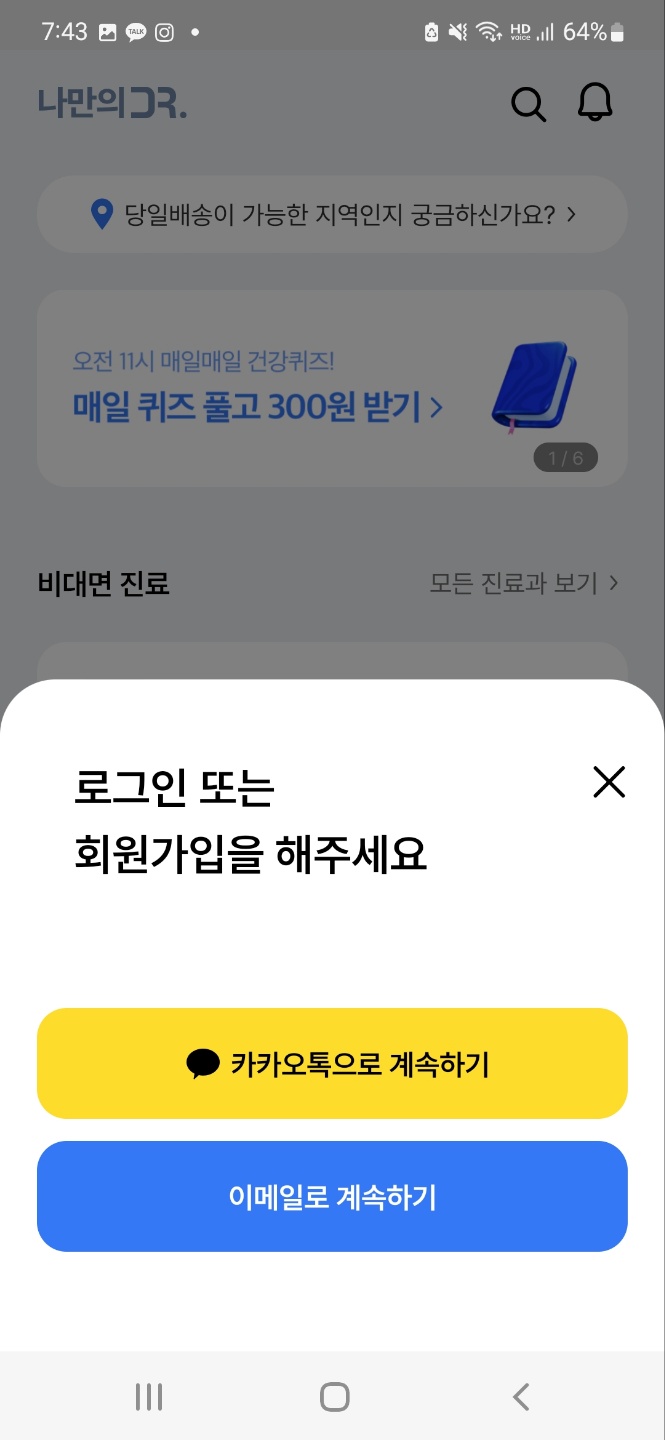 7:43
TALK
HD voice
64%
나만의DR.
당일배송이 가능한 지역인지 궁금하신가요? >
오전 11시 매일매일 건강퀴즈!
매일 퀴즈 풀고 300원 받기 >
1 / 6
비대면 진료
모든 진료과 보기 >
로그인 또는
회원가입을 해주세요
카카오톡으로 계속하기
이메일로 계속하기